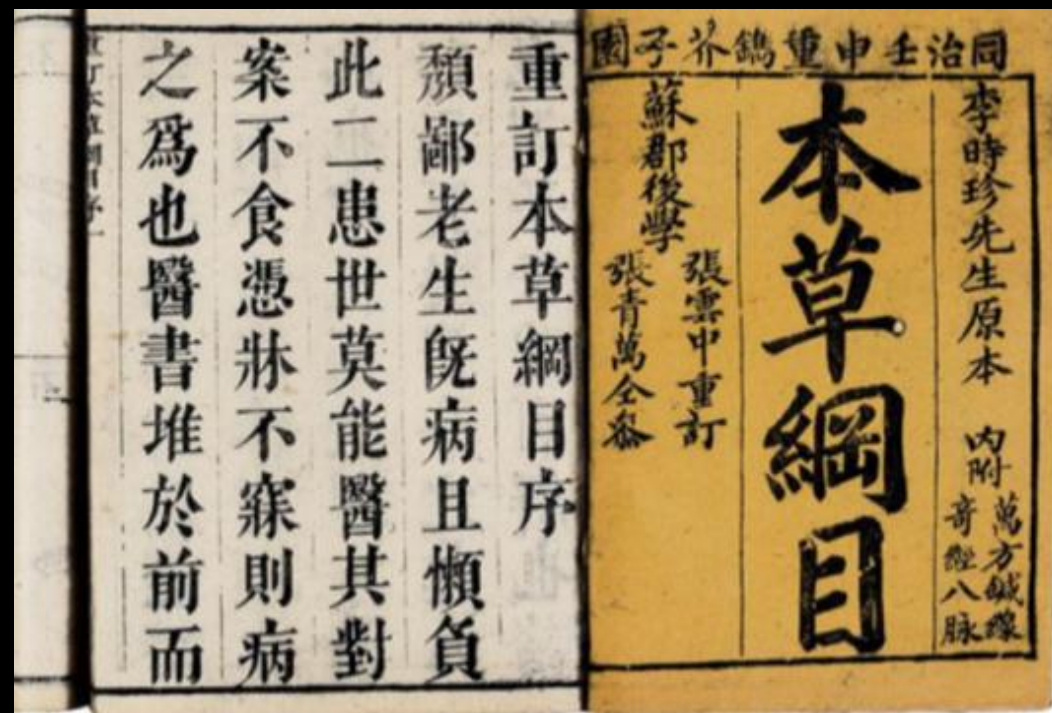 同治壬申重鐫芥子園
李時珍先生原本
內附
萬方鍼線
奇經八脉
本草綱目
張雲中重訂
蘇郡後學
張青萬仝叅
重訂本草綱目序
頽鄙老生旣病且懶負
此二患世莫能醫其對
案不食憑牀不寐則病
之爲也醫書堆於前而